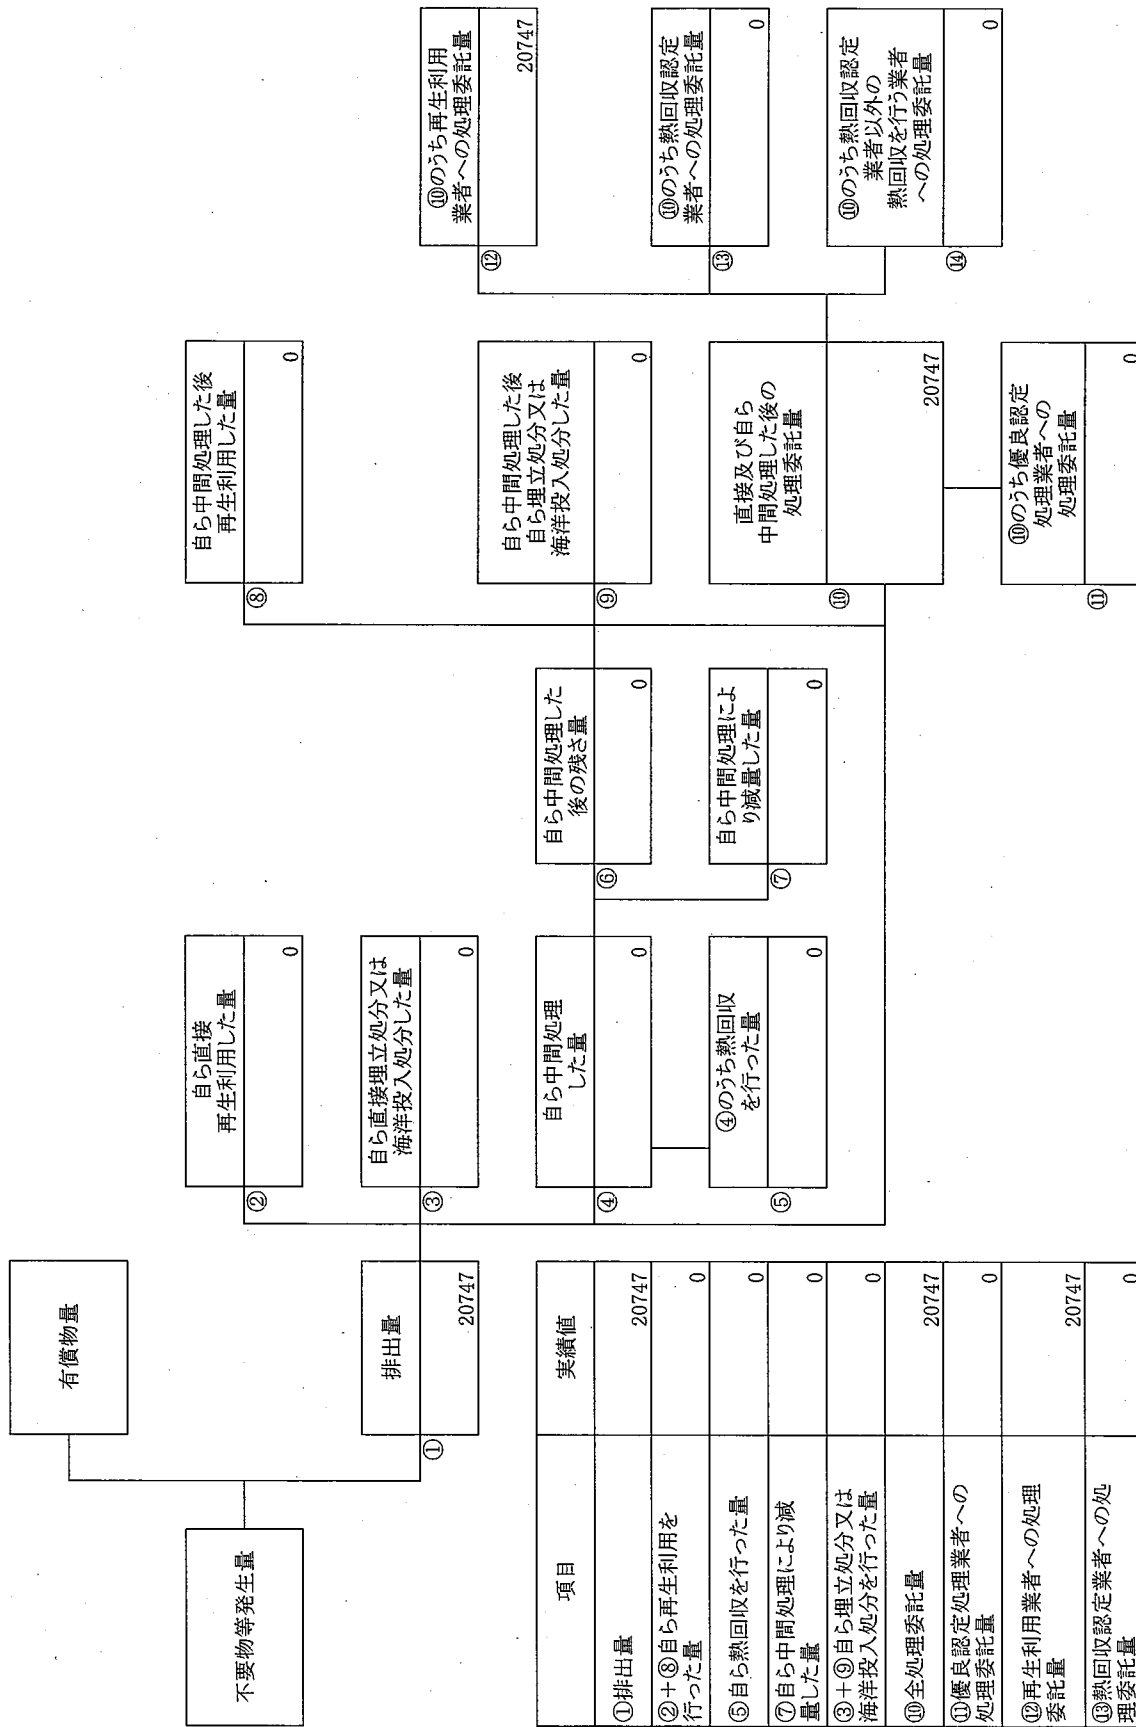 不要物等発生量
有償物量
排出量
①
20747
自ら直接
再生利用した量
②
0
自ら直接埋立処分又は
海洋投入処分した量
③
0
自ら中間処理
した量
④
0
④のうち熱回収
を行った量
⑤
0
自ら中間処理した
後の残さ量
⑥
0
自ら中間処理によ
り減量した量
⑦
0
自ら中間処理した後
再生利用した量
⑧
0
自ら中間処理した後
自ら埋立処分又は
海洋投入処分した量
⑨
0
直接及び自ら
中間処理した後の
処理委託量
⑩
20747
⑩のうち優良認定
処理業者への
処理委託量
⑪
0
⑩のうち再生利用
業者への処理委託量
⑫
20747
⑩のうち熱回収認定
業者への処理委託量
⑬
0
⑩のうち熱回収認定
業者以外の
熱回収を行う業者
への処理委託量
⑭
0
項目 実績値
①排出量 20747
②+⑧自ら再生利用を
行った量 0
⑤自ら熱回収を行った量 0
⑦自ら中間処理により減
量した量 0
③+⑨自ら埋立処分又は
海洋投入処分を行った量 0
⑩全処理委託量 20747
⑪優良認定処理業者への
処理委託量 0
⑫再生利用業者への処理
委託量 20747
⑬熱回収認定業者への処
理委託量 0